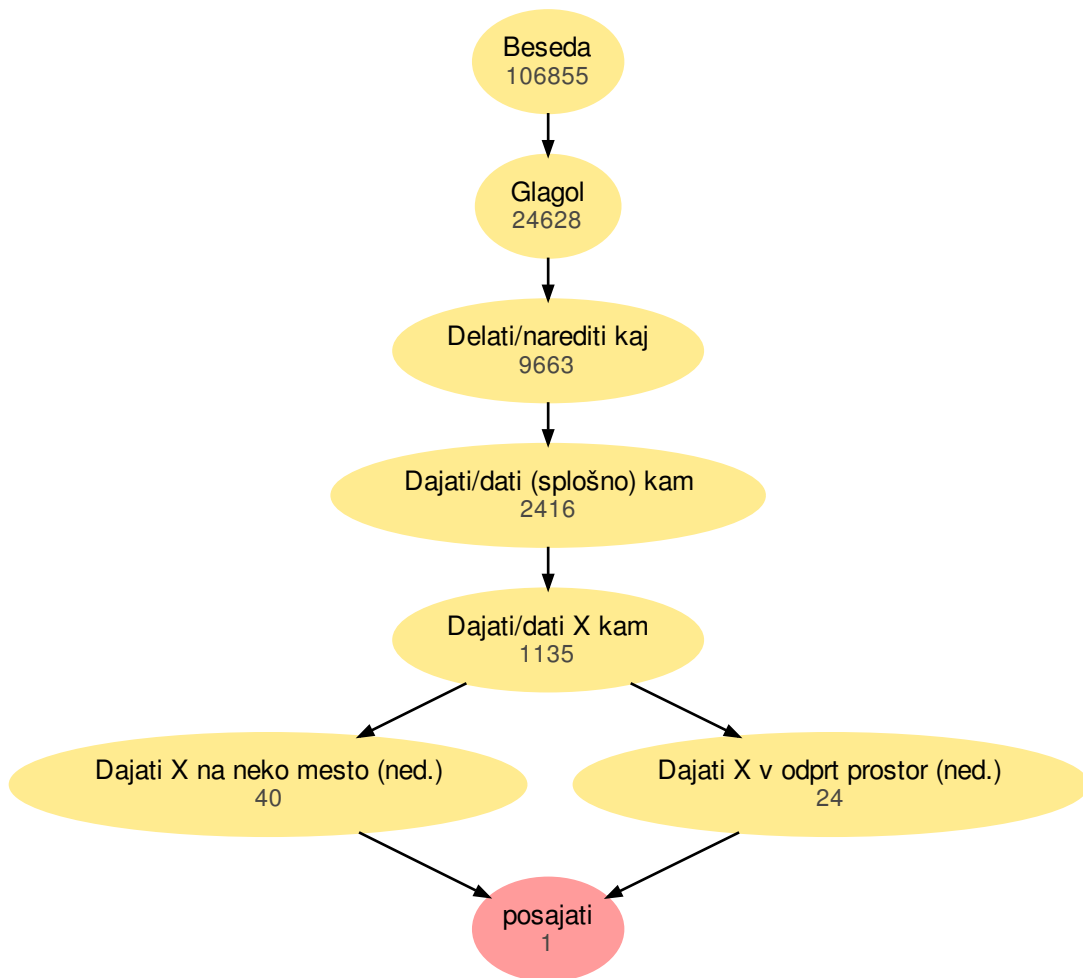 Beseda
106855
Glagol
24628
Delati/narediti kaj
9663
Dajati/dati (splošno) kam
2416
Dajati/dati X kam
1135
Dajati X na neko mesto (ned.)
40
Dajati X v odprt prostor (ned.)
24
posajati
1